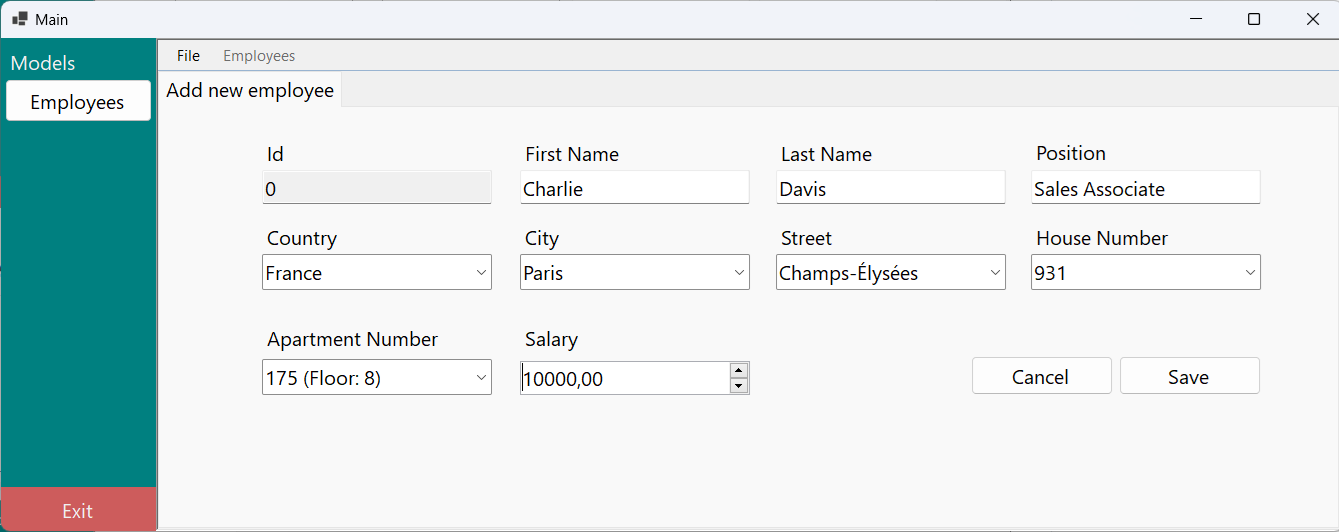 Main
Models
Employees
Exit
File Employees
Add new employee
Id First Name Last Name Position
0 Charlie Davis Sales Associate
Country City Street House Number
France Paris Champs-Élysées 931
Apartment Number Salary
175 (Floor: 8) 10000,00 Cancel Save